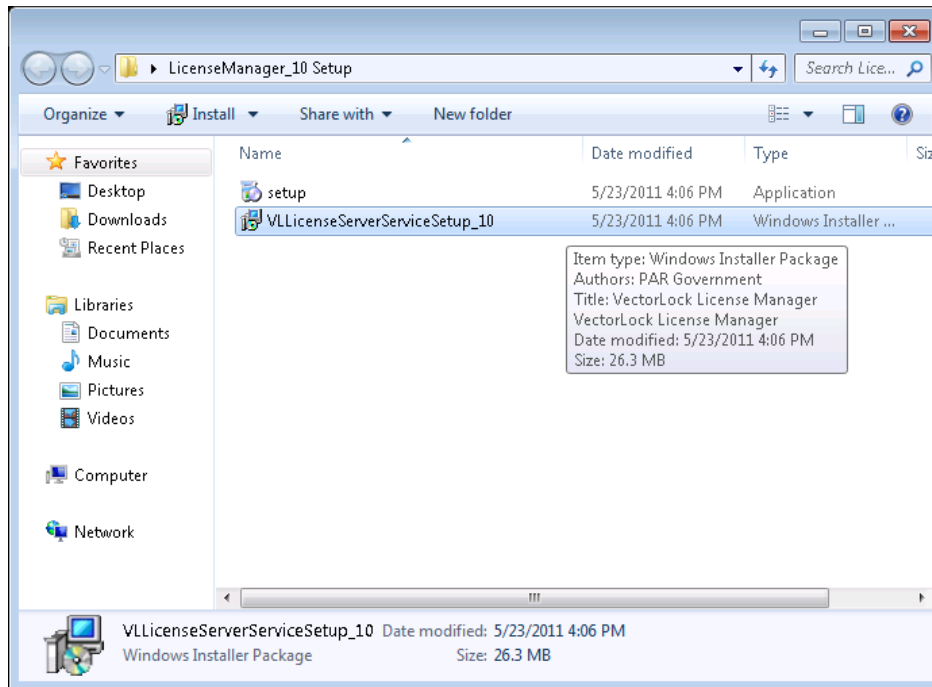 LicenseManager_10 Setup
Search Lice...
Organize Install Share with New folder
Favorites
Desktop
Downloads
Recent Places
Libraries
Documents
Music
Pictures
Videos
Computer
Network
Name Date modified Type Siz
setup 5/23/2011 4:06 PM Application
VLLicenseServerServiceSetup_10 5/23/2011 4:06 PM Windows Installer ...
Item type: Windows Installer Package
Authors: PAR Government
Title: VectorLock License Manager
VectorLock License Manager
Date modified: 5/23/2011 4:06 PM
Size: 26.3 MB
VLLicenseServerServiceSetup_10 Date modified: 5/23/2011 4:06 PM
Windows Installer Package Size: 26.3 MB